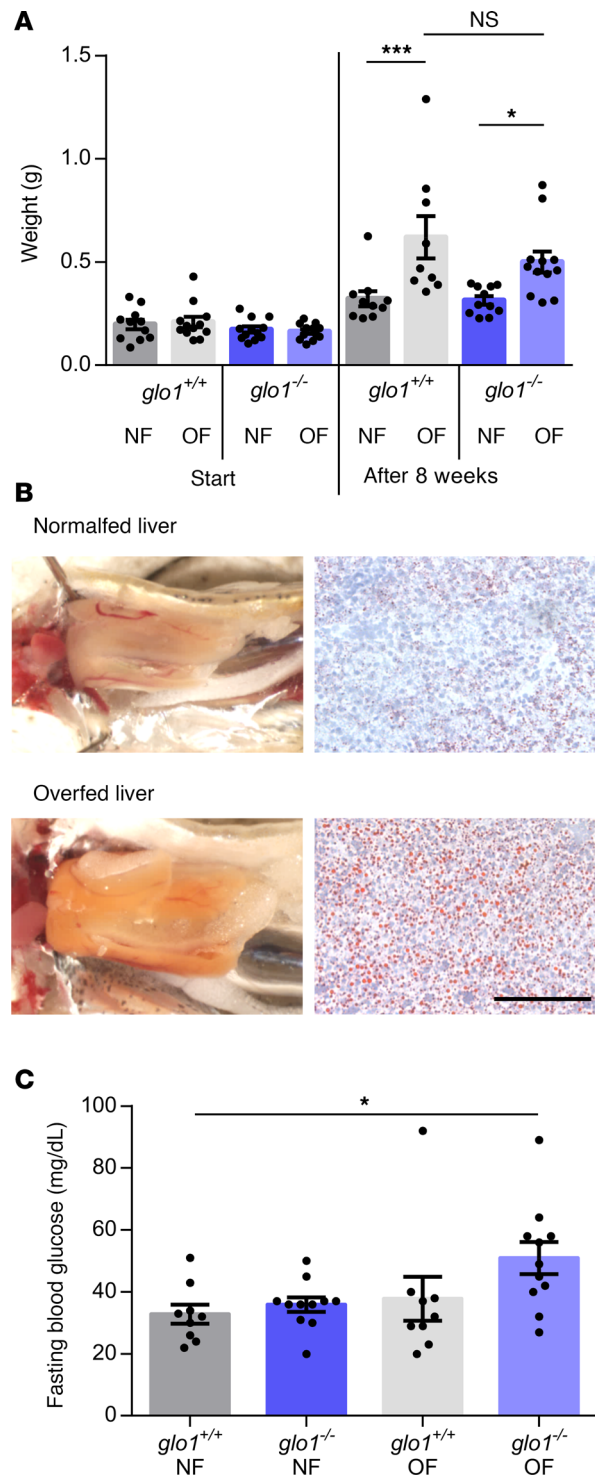 A
NS
***
*
1.5
1.0
0.5
0.0
Weight (g)
glo1+/+ glo1-/- glo1+/+ glo1-/-
NF OF NF OF NF OF NF OF
Start After 8 weeks
B
Normalfed liver
Overfed liver
C
*
100
80
60
40
20
0
Fasting blood glucose (mg/dL)
glo1+/+ glo1-/- glo1+/+ glo1-/-
NF NF OF OF